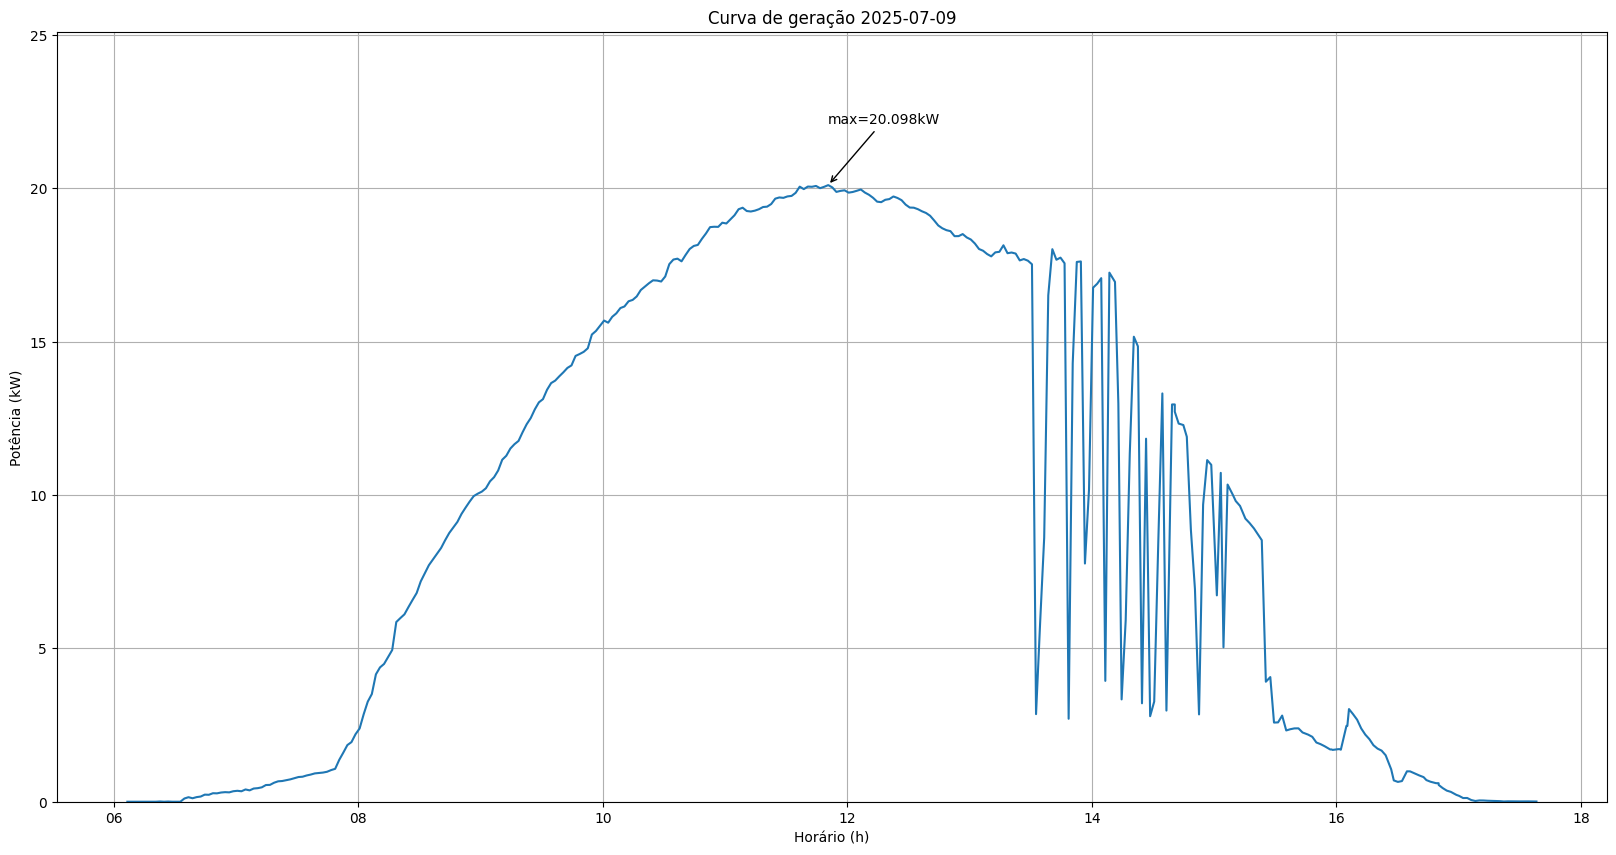 Curva de geração 2025-07-09
25
max=20.098kW
20
15
Potência (kW)
10
5
0
06 08 10 12 14 16 18
Horário (h)